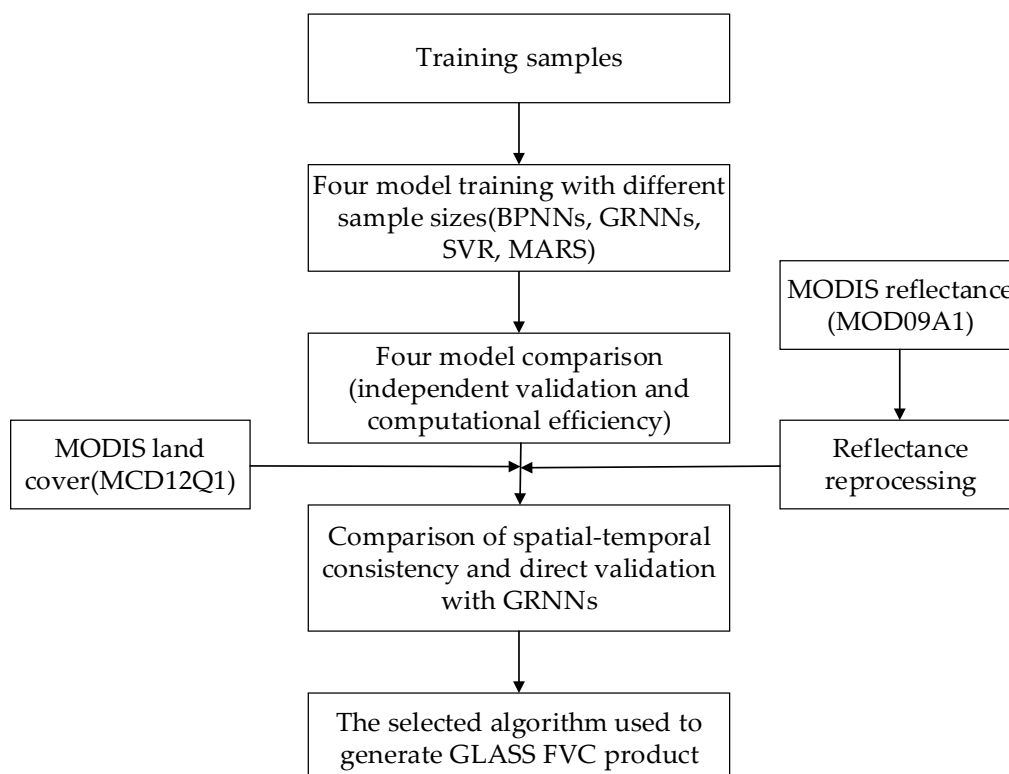 Training samples
Four model training with different
sample sizes(BPNNs, GRNNs,
SVR, MARS)
MODIS reflectance
(MOD09A1)
Four model comparison
(independent validation and
computational efficiency)
MODIS land
cover(MCD12Q1)
Reflectance
reprocessing
Comparison of spatial-temporal
consistency and direct validation
with GRNNs
The selected algorithm used to
generate GLASS FVC product